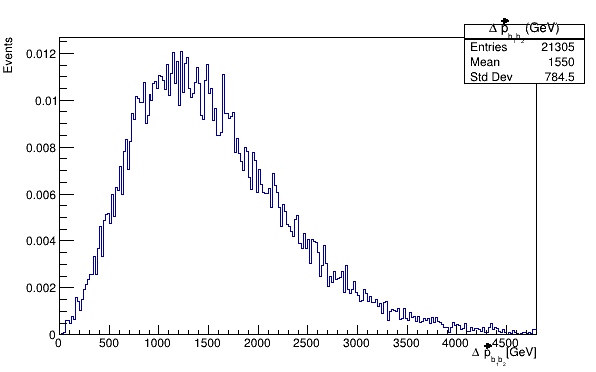 Δ p⃗ b₁b₂ (GeV)
Entries 21305
Mean 1550
Std Dev 784.5
Events
0.012
0.01
0.008
0.006
0.004
0.002
0
0 500 1000 1500 2000 2500 3000 3500 4000 4500
Δ p⃗ b₁b₂ [GeV]